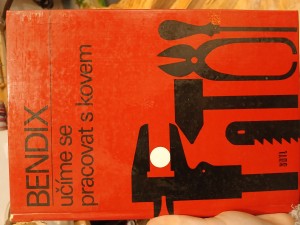 BENDIX
učíme se
pracovat s kovem
SNTL